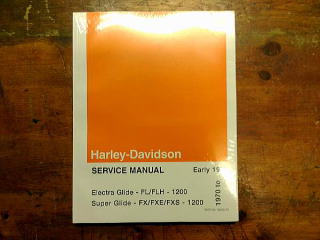 Harley-Davidson
SERVICE MANUAL Early 19
Electra Glide - FL/FLH - 1200
Super Glide - FX/FXE/FXS - 1200
1970 to